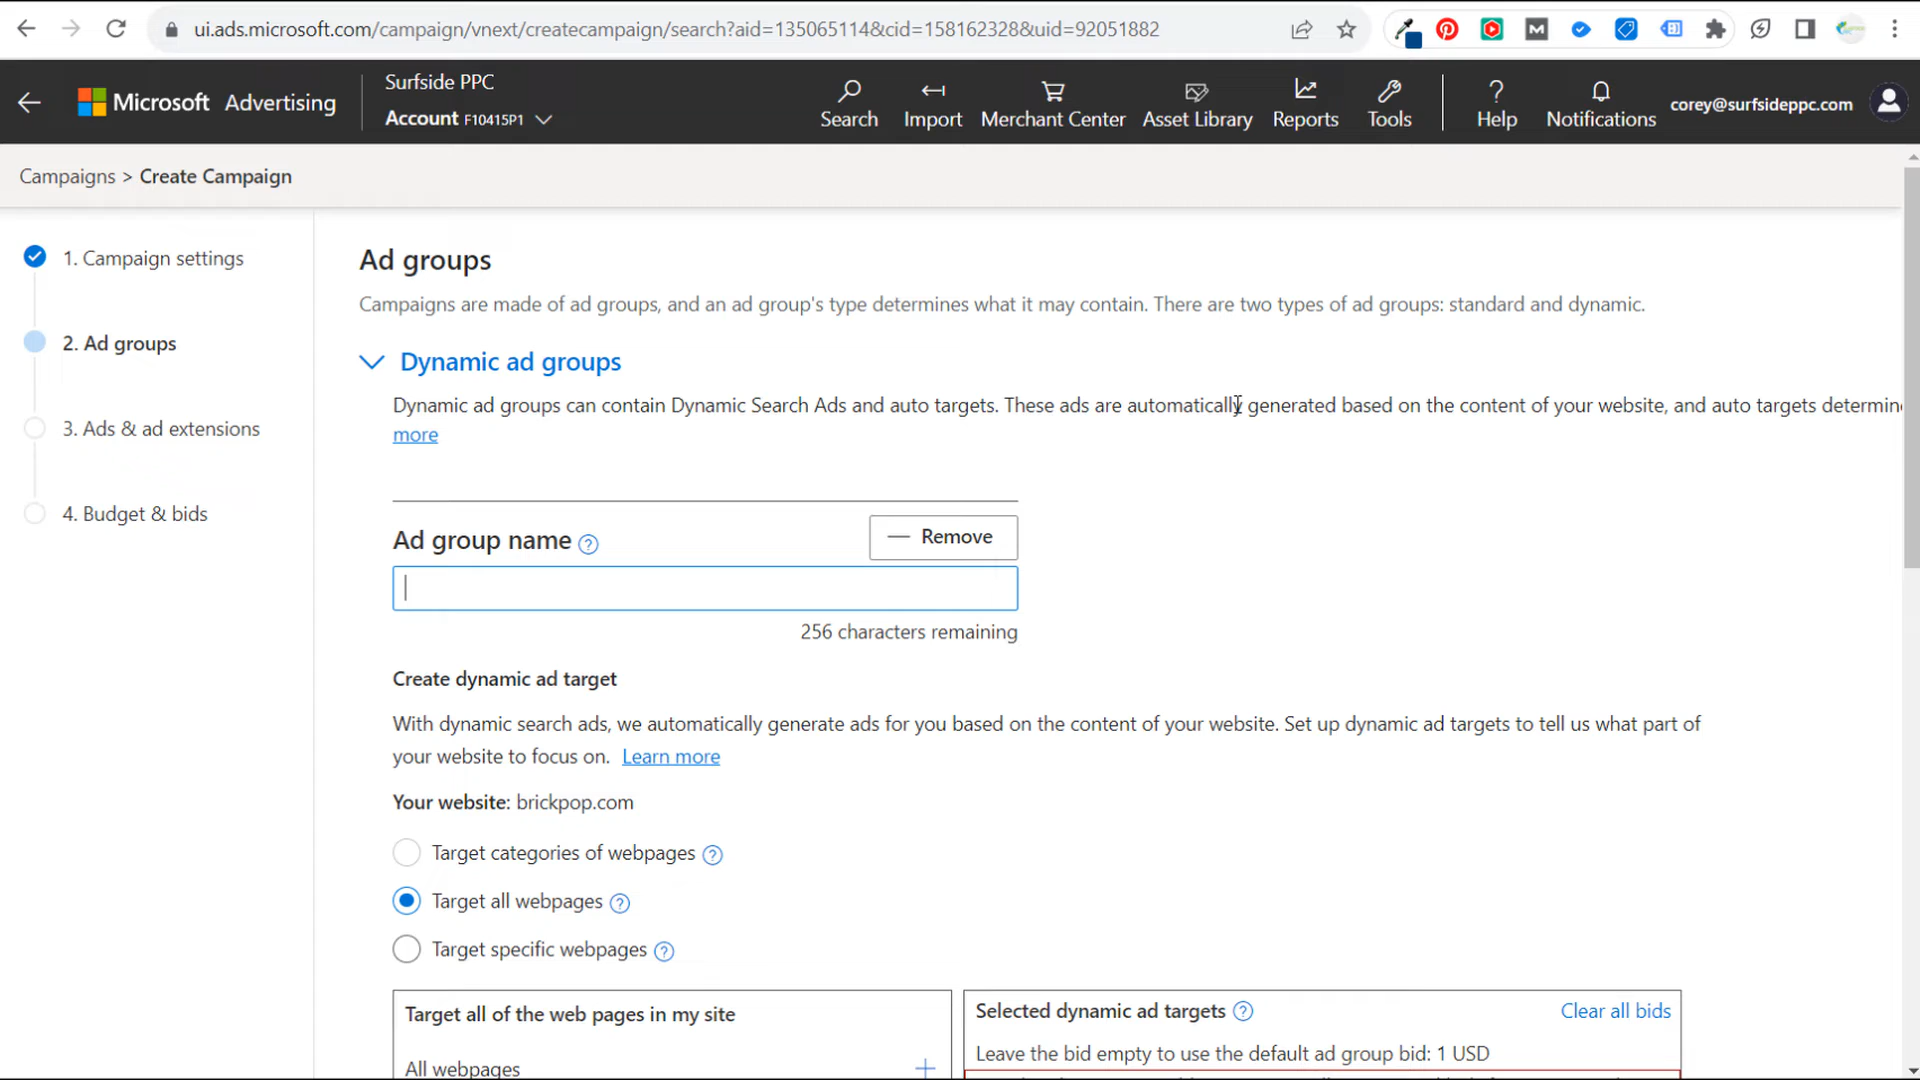 ui.ads.microsoft.com/campaign/vnext/createcampaign/search?aid=135065114&cid=158162328&uid=92051882
Microsoft Advertising
Surfside PPC
Account F10415P1
Search
Import
Merchant Center
Asset Library
Reports
Tools
Help
Notifications
corey@surfsideppc.com
Campaigns > Create Campaign
1. Campaign settings
2. Ad groups
3. Ads & ad extensions
4. Budget & bids
Ad groups
Campaigns are made of ad groups, and an ad group's type determines what it may contain. There are two types of ad groups: standard and dynamic.
Dynamic ad groups
Dynamic ad groups can contain Dynamic Search Ads and auto targets. These ads are automatically generated based on the content of your website, and auto targets determin
more
Ad group name ?
Remove
256 characters remaining
Create dynamic ad target
With dynamic search ads, we automatically generate ads for you based on the content of your website. Set up dynamic ad targets to tell us what part of
your website to focus on. Learn more
Your website: brickpop.com
Target categories of webpages ?
Target all webpages ?
Target specific webpages ?
Target all of the web pages in my site
All webpages
Selected dynamic ad targets ?
Clear all bids
Leave the bid empty to use the default ad group bid: 1 USD